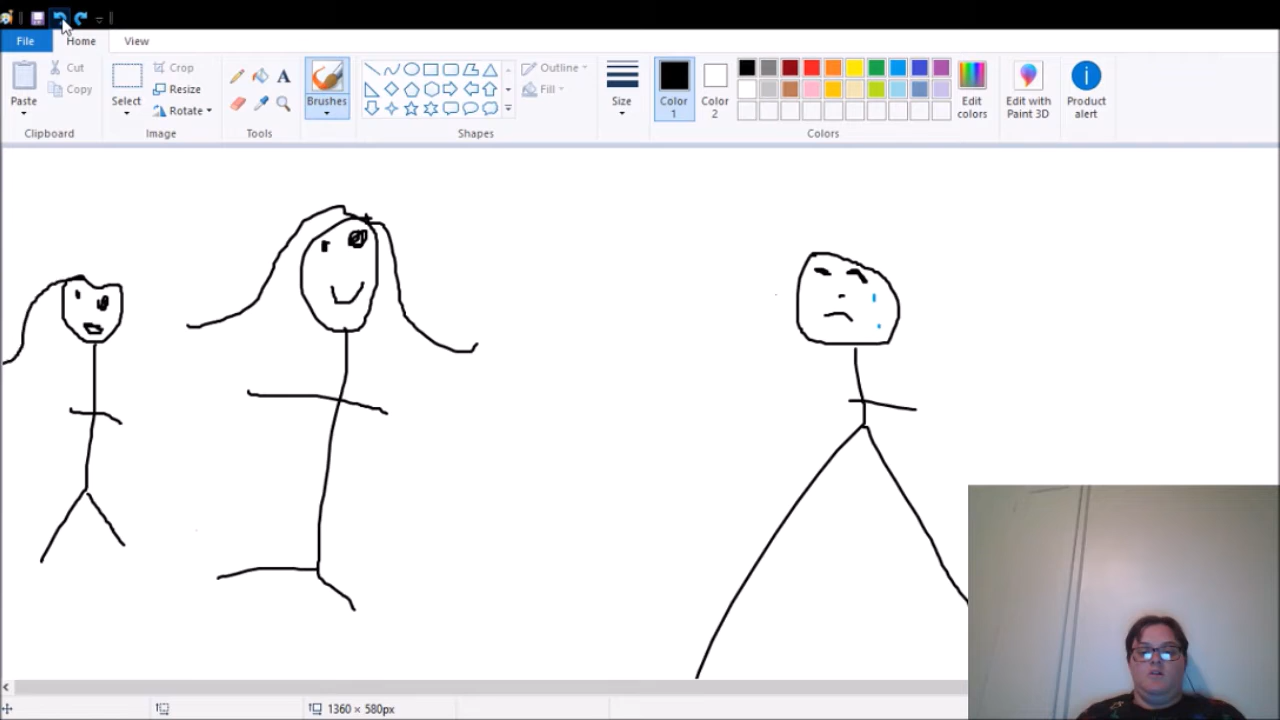 File Home View
Paste
Cut
Copy
Clipboard
Select
Crop
Resize
Rotate
Image
A
Tools
Brushes
Shapes
Outline
Fill
Size
Color
1
Color
2
Colors
Edit
colors
Edit with
Paint 3D
Product
alert
1360 × 580px